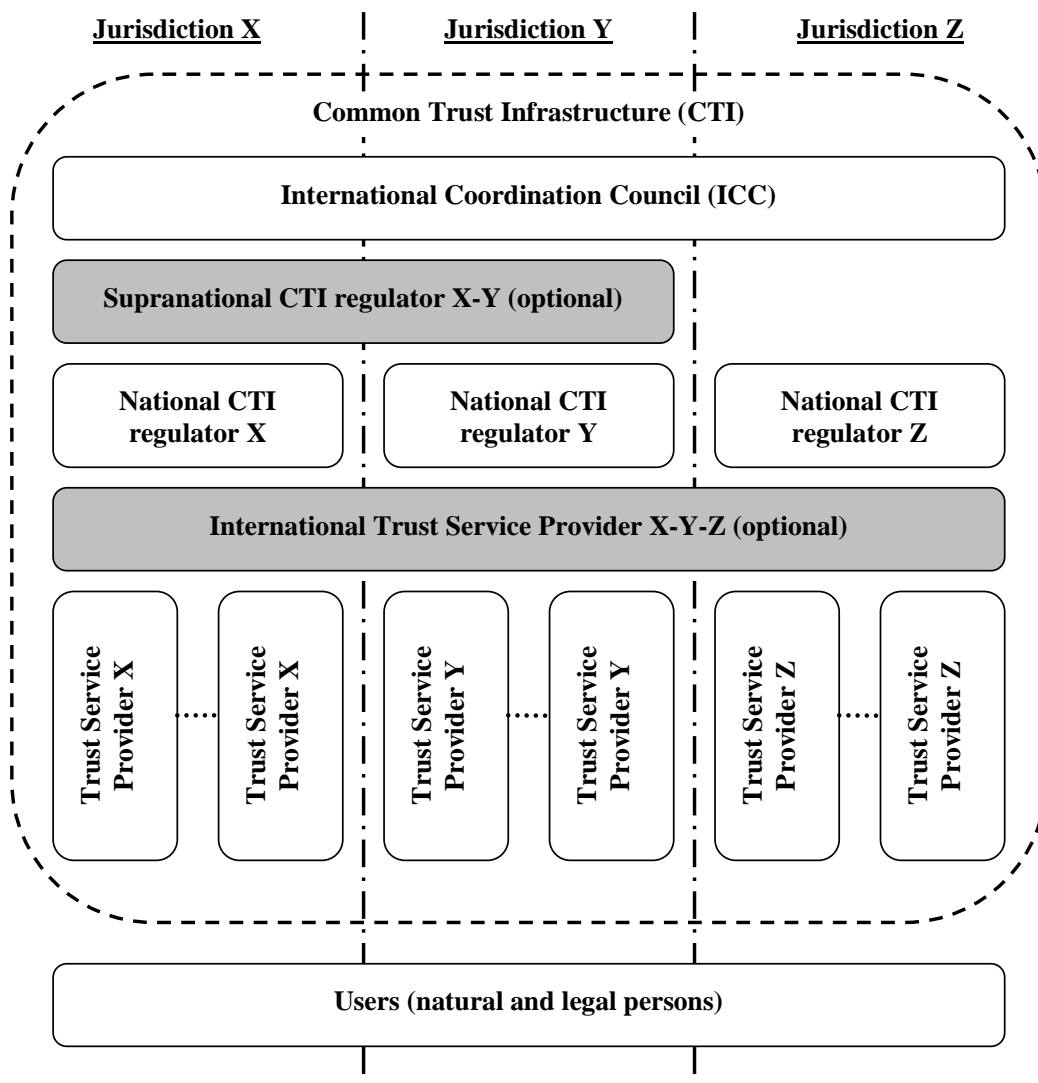 Jurisdiction X
Jurisdiction Y
Jurisdiction Z
Common Trust Infrastructure (CTI)
International Coordination Council (ICC)
Supranational CTI regulator X-Y (optional)
National CTI
regulator X
National CTI
regulator Y
National CTI
regulator Z
International Trust Service Provider X-Y-Z (optional)
Trust Service
Provider X
Trust Service
Provider X
Trust Service
Provider Y
Trust Service
Provider Y
Trust Service
Provider Z
Trust Service
Provider Z
Users (natural and legal persons)